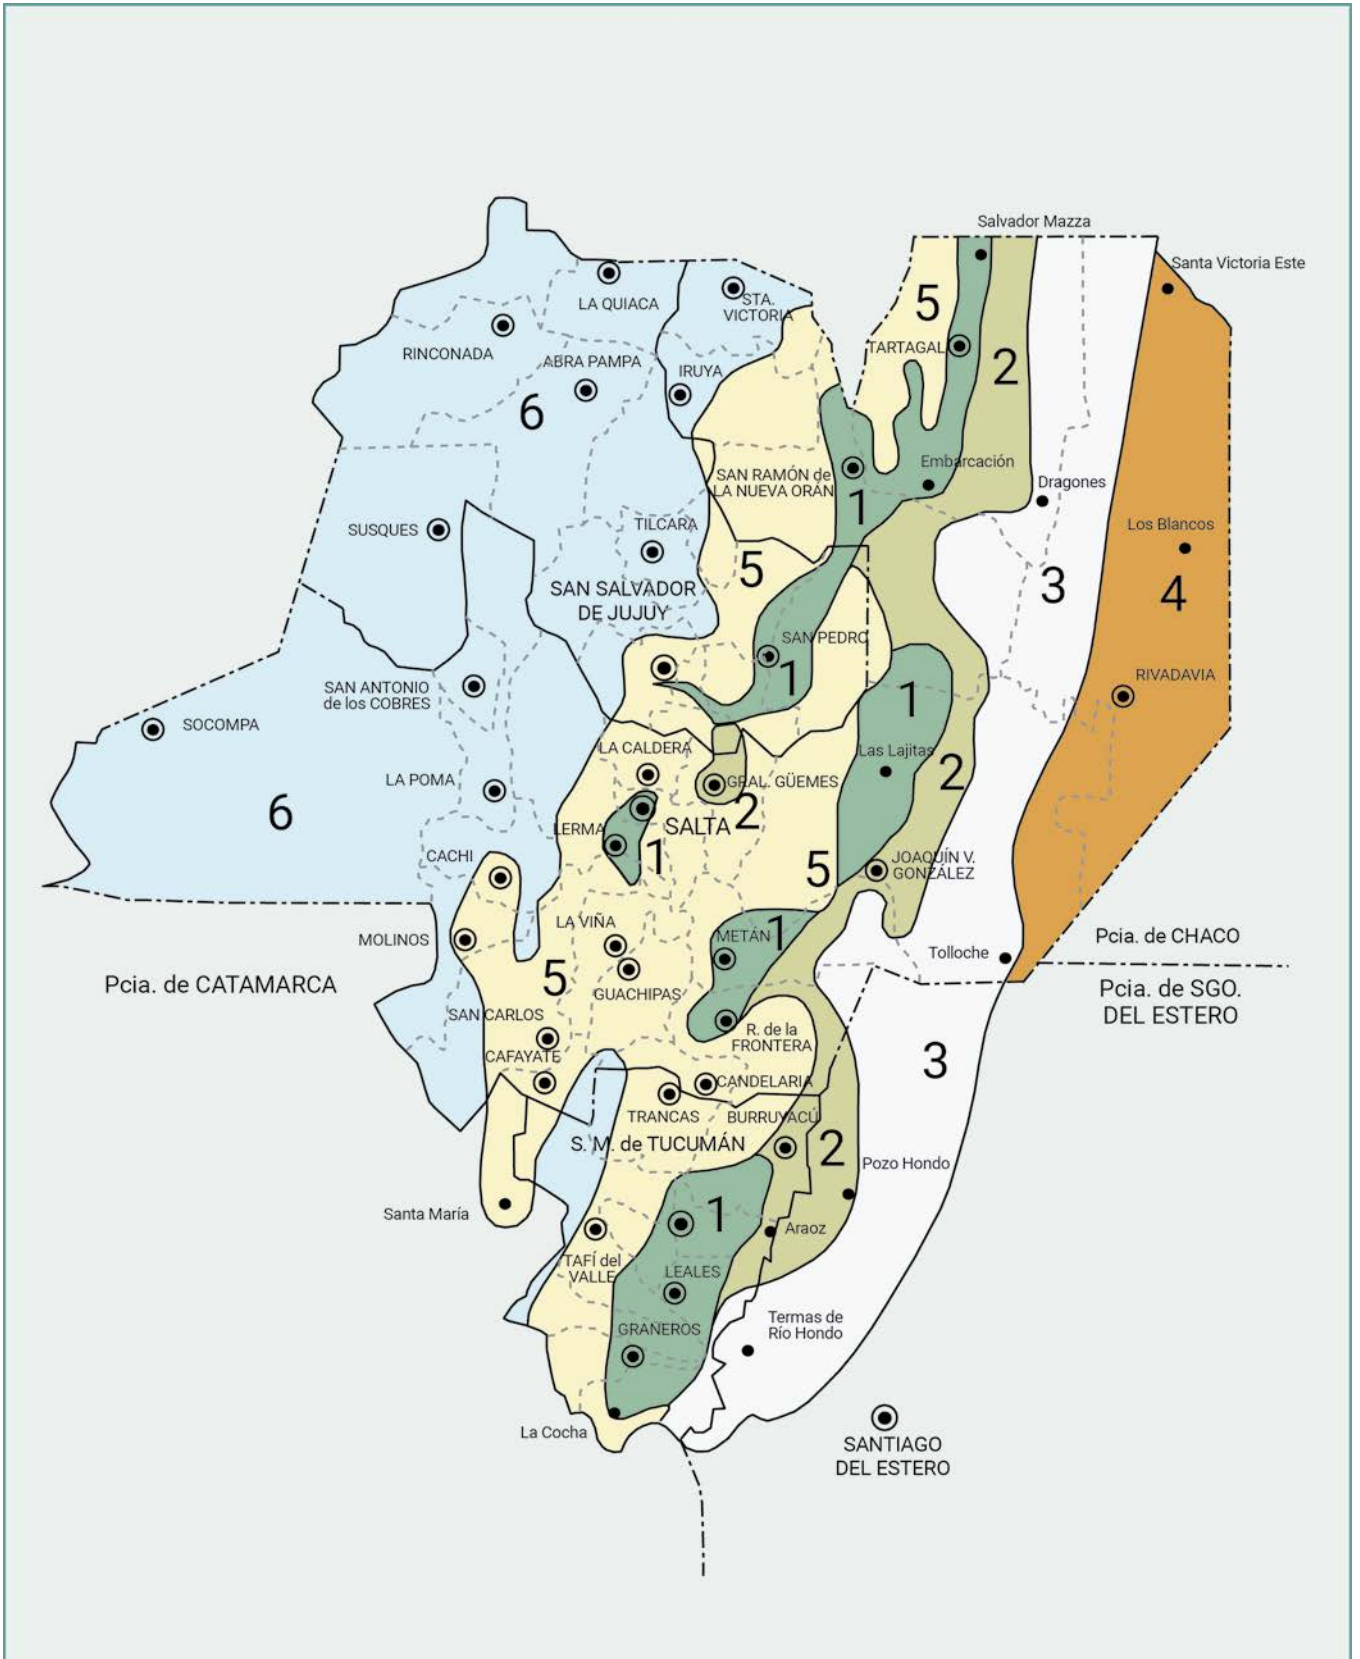 Salvador Mazza
Santa Victoria Este
LA QUIACA
STA.
VICTORIA
5
RINCONADA
TARTAGAL
ABRA PAMPA
IRUYA
2
6
SAN RAMÓN de
LA NUEVA ORÁN
Embarcación
Dragones
1
SUSQUES
TILCARA
Los Blancos
5
SAN SALVADOR
DE JUJUY
3
4
SAN PEDRO
1
SAN ANTONIO
de los COBRES
1
RIVADAVIA
SOCOMPA
LA CALDERA
Las Lajitas
LA POMA
GRAL. GÜEMES
2
6
2
LERMA
SALTA
1
CACHI
5
JOAQUÍN V.
GONZÁLEZ
LA VIÑA
MOLINOS
METÁN
1
Pcia. de CHACO
Tolloche
Pcia. de CATAMARCA
5
GUACHIPAS
Pcia. de SGO.
DEL ESTERO
SAN CARLOS
R. de la
FRONTERA
CAFAYATE
3
CANDELARIA
TRANCAS
BURRUYACÚ
S. M. de TUCUMÁN
2
Pozo Hondo
Santa María
1
Araoz
TAFÍ del
VALLE
LEALES
GRANEROS
Termas de
Río Hondo
La Cocha
SANTIAGO
DEL ESTERO